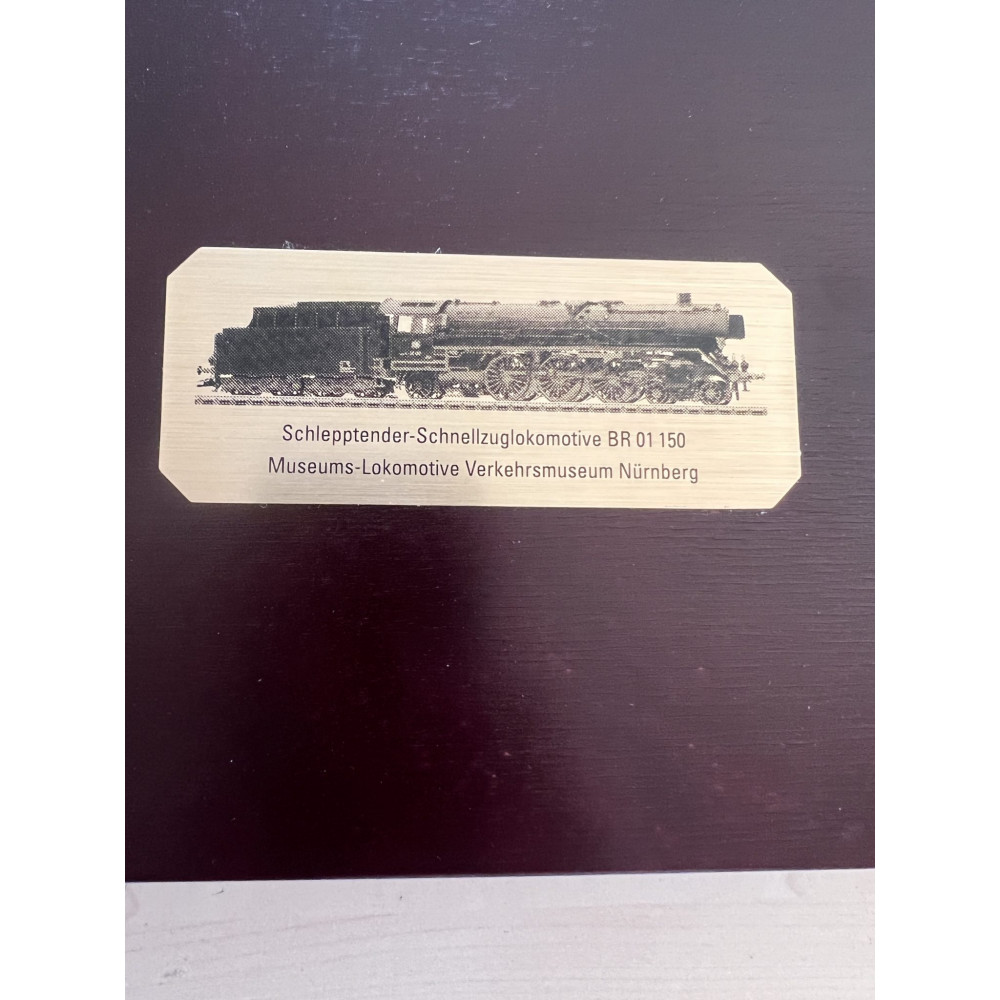 Schlepptender-Schnellzuglokomotive BR 01 150
Museums-Lokomotive Verkehrsmuseum Nürnberg